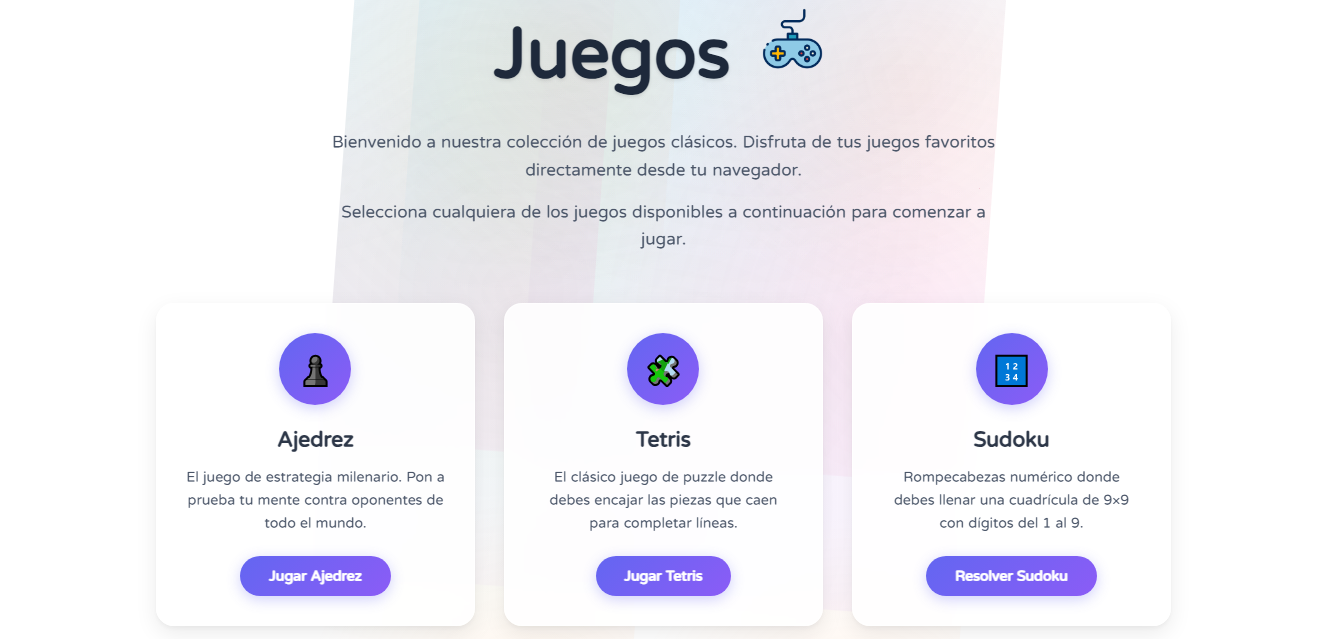 Juegos
Bienvenido a nuestra colección de juegos clásicos. Disfruta de tus juegos favoritos
directamente desde tu navegador.
Selecciona cualquiera de los juegos disponibles a continuación para comenzar a
jugar.
Ajedrez
El juego de estrategia milenario. Pon a
prueba tu mente contra oponentes de
todo el mundo.
Jugar Ajedrez
Tetris
El clásico juego de puzzle donde
debes encajar las piezas que caen
para completar líneas.
Jugar Tetris
1 2
3 4
Sudoku
Rompecabezas numérico donde
debes llenar una cuadrícula de 9×9
con dígitos del 1 al 9.
Resolver Sudoku